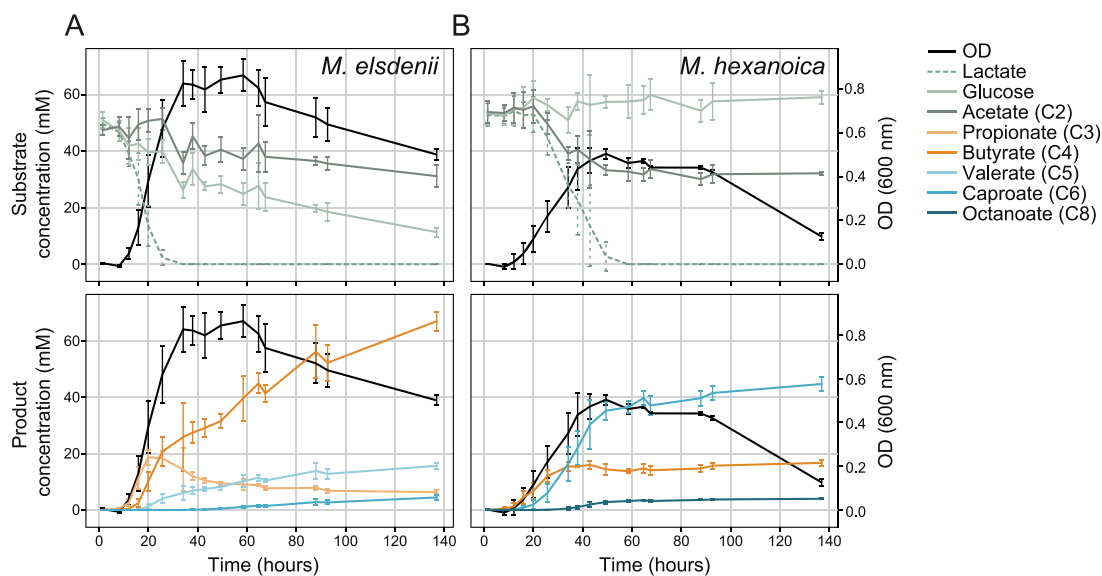 A
B
M. elsdenii
M. hexanoica
Substrate
concentration (mM)
60
40
20
0
0.8
0.6
0.4
0.2
0.0
OD (600 nm)
OD
Lactate
Glucose
Acetate (C2)
Propionate (C3)
Butyrate (C4)
Valerate (C5)
Caproate (C6)
Octanoate (C8)
Product
concentration (mM)
60
40
20
0
0.8
0.6
0.4
0.2
0.0
OD (600 nm)
0 20 40 60 80 100 120 140
0 20 40 60 80 100 120 140
Time (hours)
Time (hours)